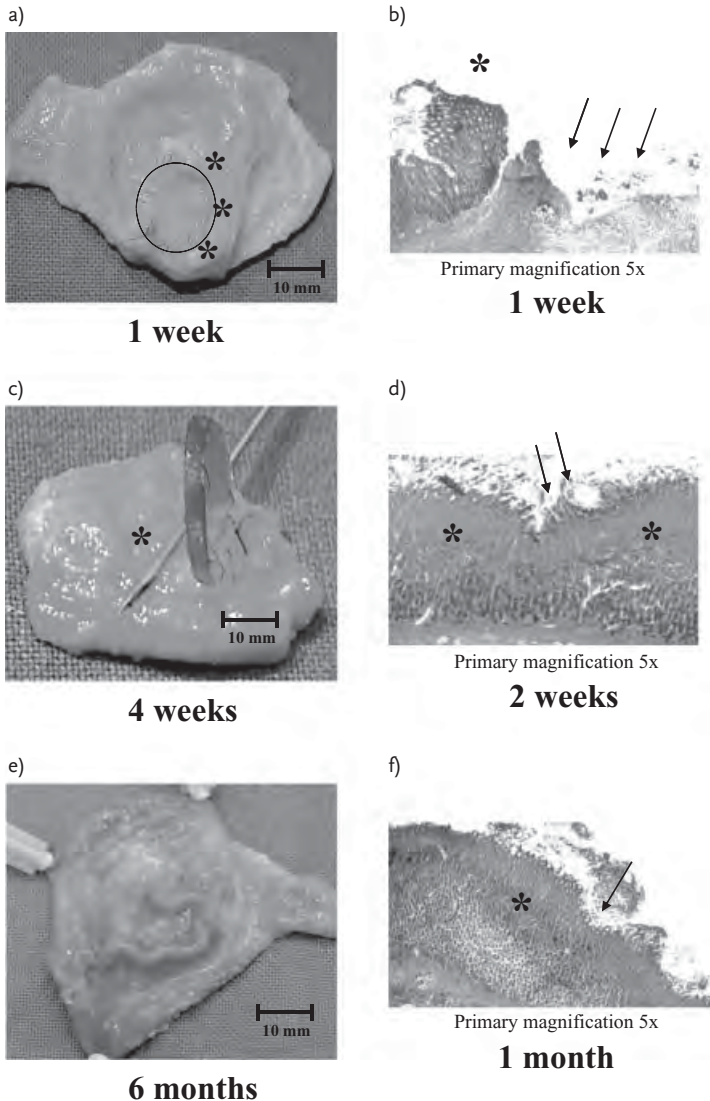 a)
b)
*
*
*
*
10 mm
Primary magnification 5x
1 week
1 week
c)
d)
*
*
*
10 mm
Primary magnification 5x
4 weeks
2 weeks
e)
f)
*
10 mm
Primary magnification 5x
6 months
1 month